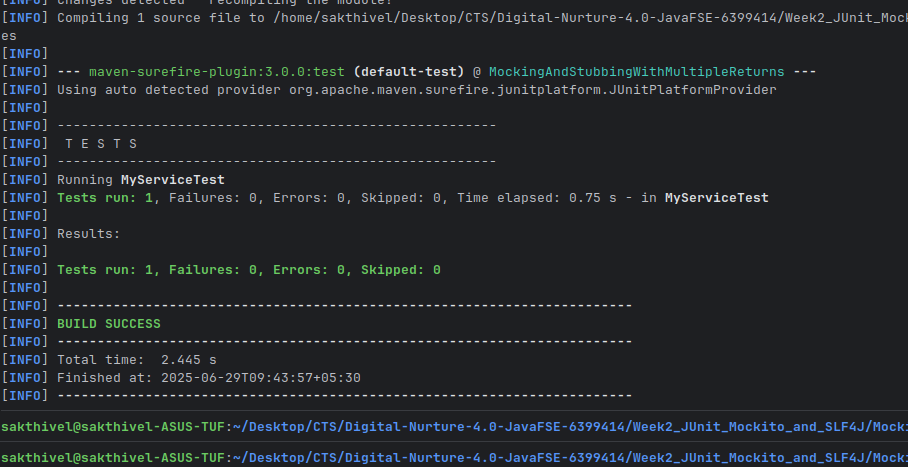 [INFO] Changes detected - recompiling the module!
[INFO] Compiling 1 source file to /home/sakthivel/Desktop/CTS/Digital-Nurture-4.0-JavaFSE-6399414/Week2_JUnit_Mock
es
[INFO]
[INFO] --- maven-surefire-plugin:3.0.0:test (default-test) @ MockingAndStubbingWithMultipleReturns ---
[INFO] Using auto detected provider org.apache.maven.surefire.junitplatform.JUnitPlatformProvider
[INFO]
[INFO] -------------------------------------------------------
[INFO]  T E S T S
[INFO] -------------------------------------------------------
[INFO] Running MyServiceTest
[INFO] Tests run: 1, Failures: 0, Errors: 0, Skipped: 0, Time elapsed: 0.75 s - in MyServiceTest
[INFO]
[INFO] Results:
[INFO]
[INFO] Tests run: 1, Failures: 0, Errors: 0, Skipped: 0
[INFO]
[INFO] ------------------------------------------------------------------------
[INFO] BUILD SUCCESS
[INFO] ------------------------------------------------------------------------
[INFO] Total time:  2.445 s
[INFO] Finished at: 2025-06-29T09:43:57+05:30
[INFO] ------------------------------------------------------------------------
sakthivel@sakthivel-ASUS-TUF:~/Desktop/CTS/Digital-Nurture-4.0-JavaFSE-6399414/Week2_JUnit_Mockito_and_SLF4J/Mocki
sakthivel@sakthivel-ASUS-TUF:~/Desktop/CTS/Digital-Nurture-4.0-JavaFSE-6399414/Week2_JUnit_Mockito_and_SLF4J/Mocki